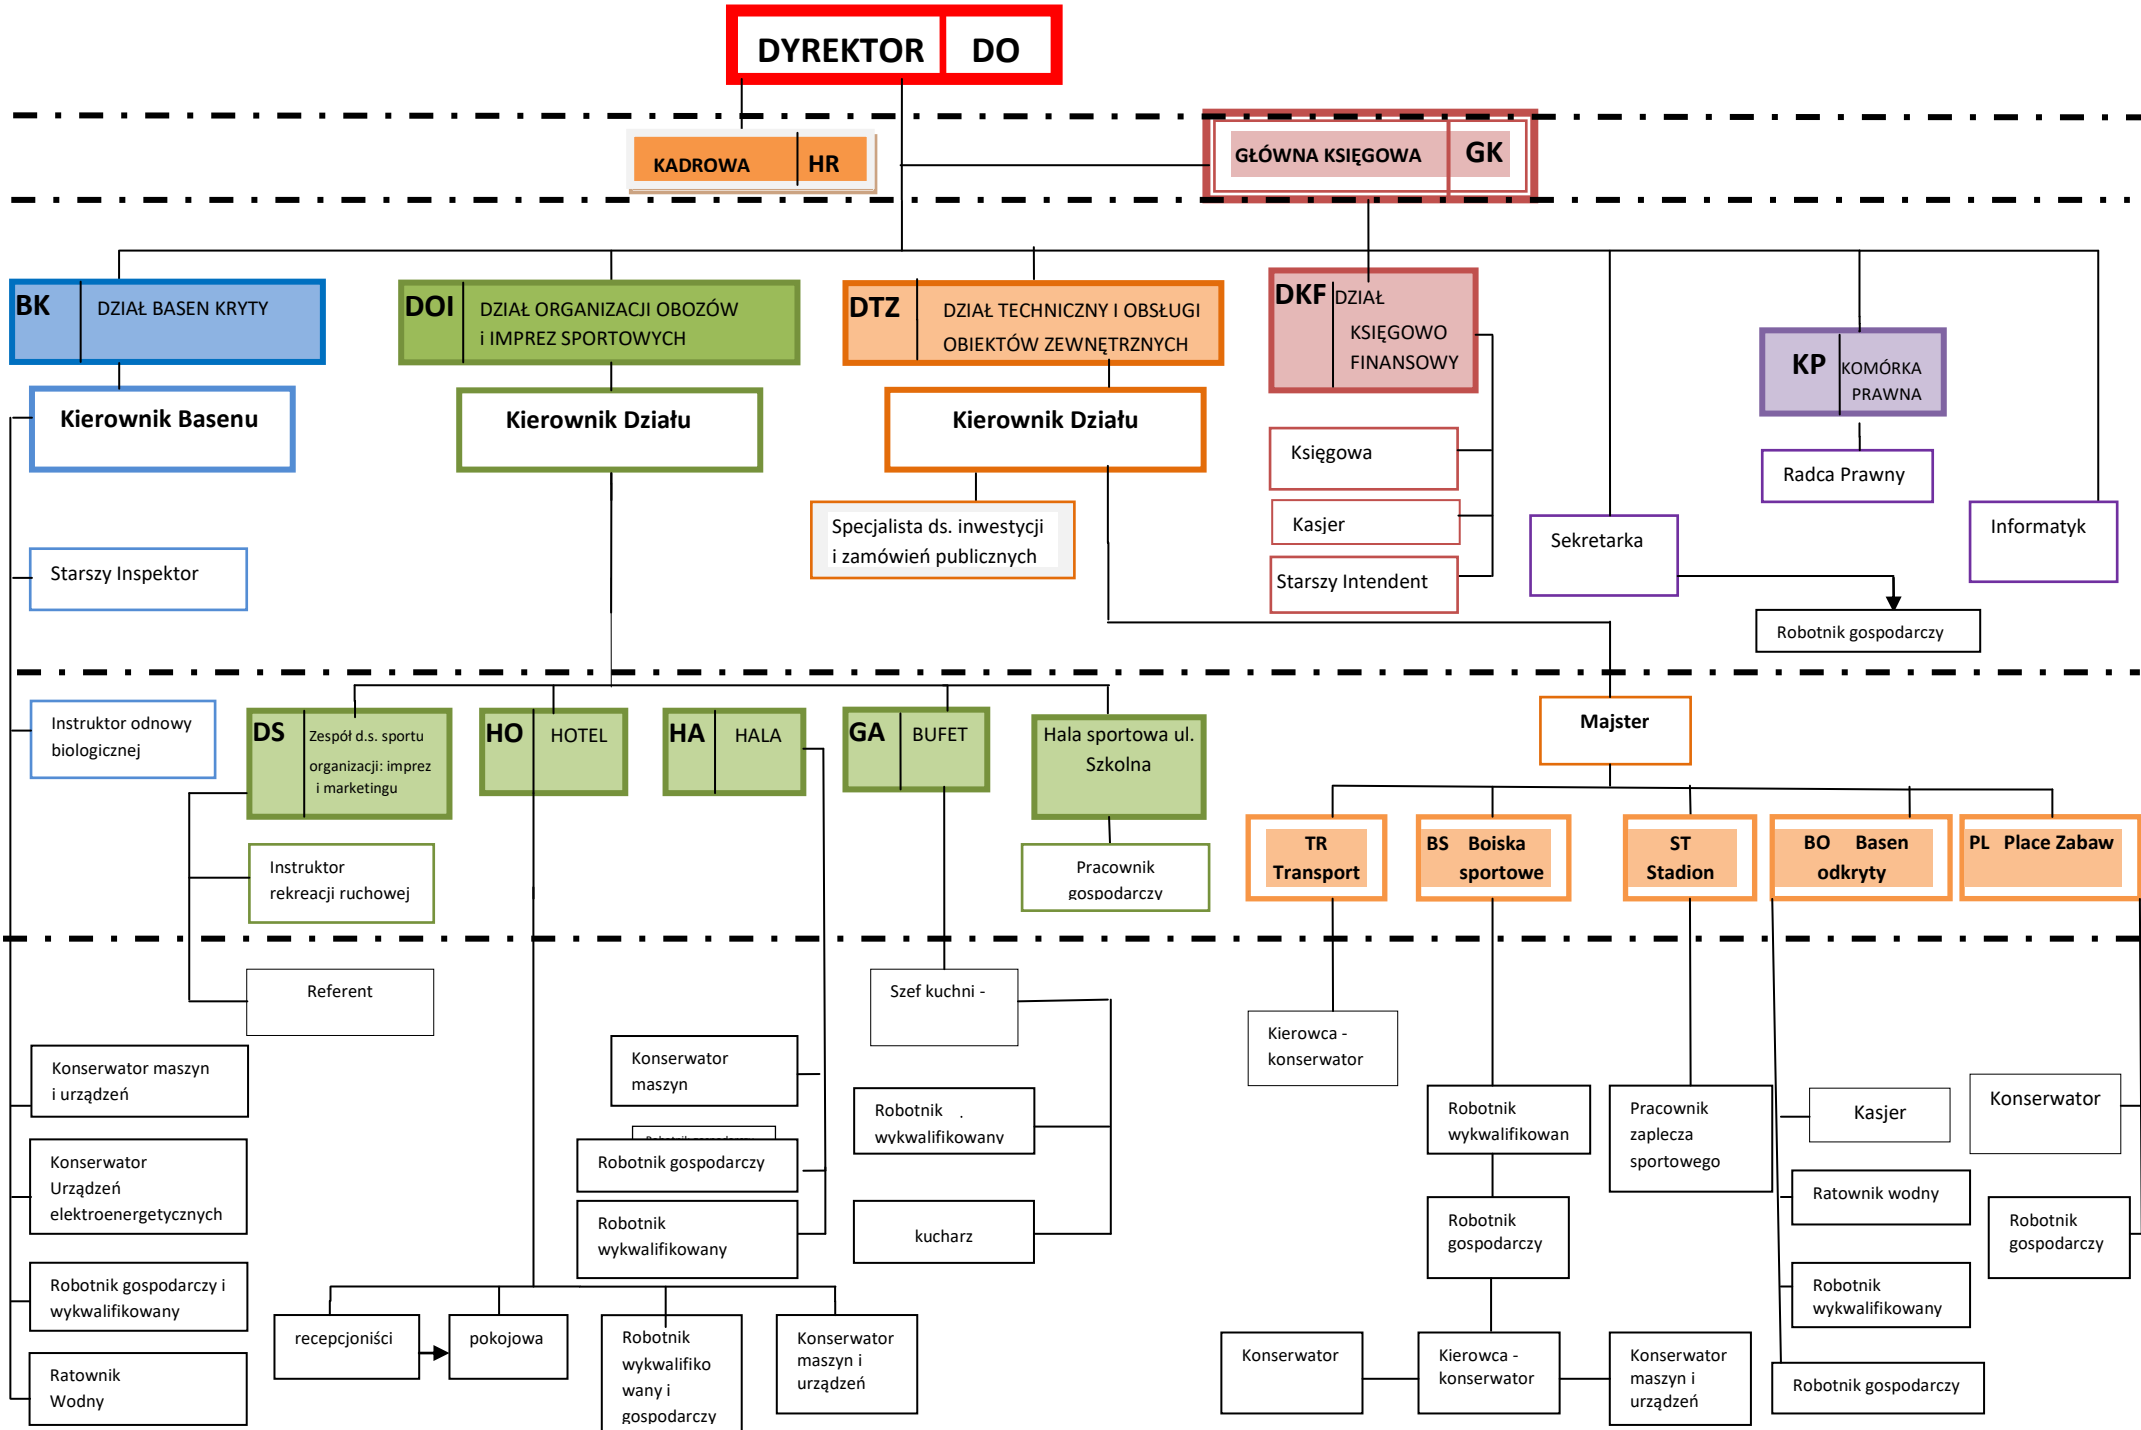 DYREKTOR DO
KADROWA HR
GŁÓWNA KSIĘGOWA GK
BK DZIAŁ BASEN KRYTY
DOI DZIAŁ ORGANIZACJI OBOZÓW
i IMPREZ SPORTOWYCH
DTZ DZIAŁ TECHNICZNY I OBSŁUGI
OBIEKTÓW ZEWNĘTRZNYCH
DKF DZIAŁ
KSIĘGOWO
FINANSOWY
KP KOMÓRKA
PRAWNA
Kierownik Basenu
Kierownik Działu
Kierownik Działu
Księgowa
Radca Prawny
Specjalista ds. inwestycji
i zamówień publicznych
Kasjer
Sekretarka
Informatyk
Starszy Inspektor
Starszy Intendent
Robotnik gospodarczy
Instruktor odnowy
biologicznej
DS Zespół d.s. sportu
organizacji: imprez
i marketingu
HO HOTEL
HA HALA
GA BUFET
Hala sportowa ul.
Szkolna
Majster
Instruktor
rekreacji ruchowej
Pracownik
gospodarczy
TR
Transport
BS Boiska
sportowe
ST
Stadion
BO Basen
odkryty
PL Place Zabaw
Referent
Szef kuchni -
Kierowca -
konserwator
Konserwator maszyn
i urządzeń
Konserwator
maszyn
Robotnik .
wykwalifikowany
Robotnik
wykwalifikowan
Pracownik
zaplecza
sportowego
Kasjer
Konserwator
Konserwator
Urządzeń
elektroenergetycznych
Robotnik gospodarczy
Ratownik wodny
Robotnik
wykwalifikowany
kucharz
Robotnik
gospodarczy
Robotnik
gospodarczy
Robotnik gospodarczy i
wykwalifikowany
Robotnik
wykwalifikowany
recepcjoniści
pokojowa
Robotnik
wykwalifiko
wany i
gospodarczy
Konserwator
maszyn i
urządzeń
Konserwator
Kierowca -
konserwator
Konserwator
maszyn i
urządzeń
Robotnik gospodarczy
Ratownik
Wodny